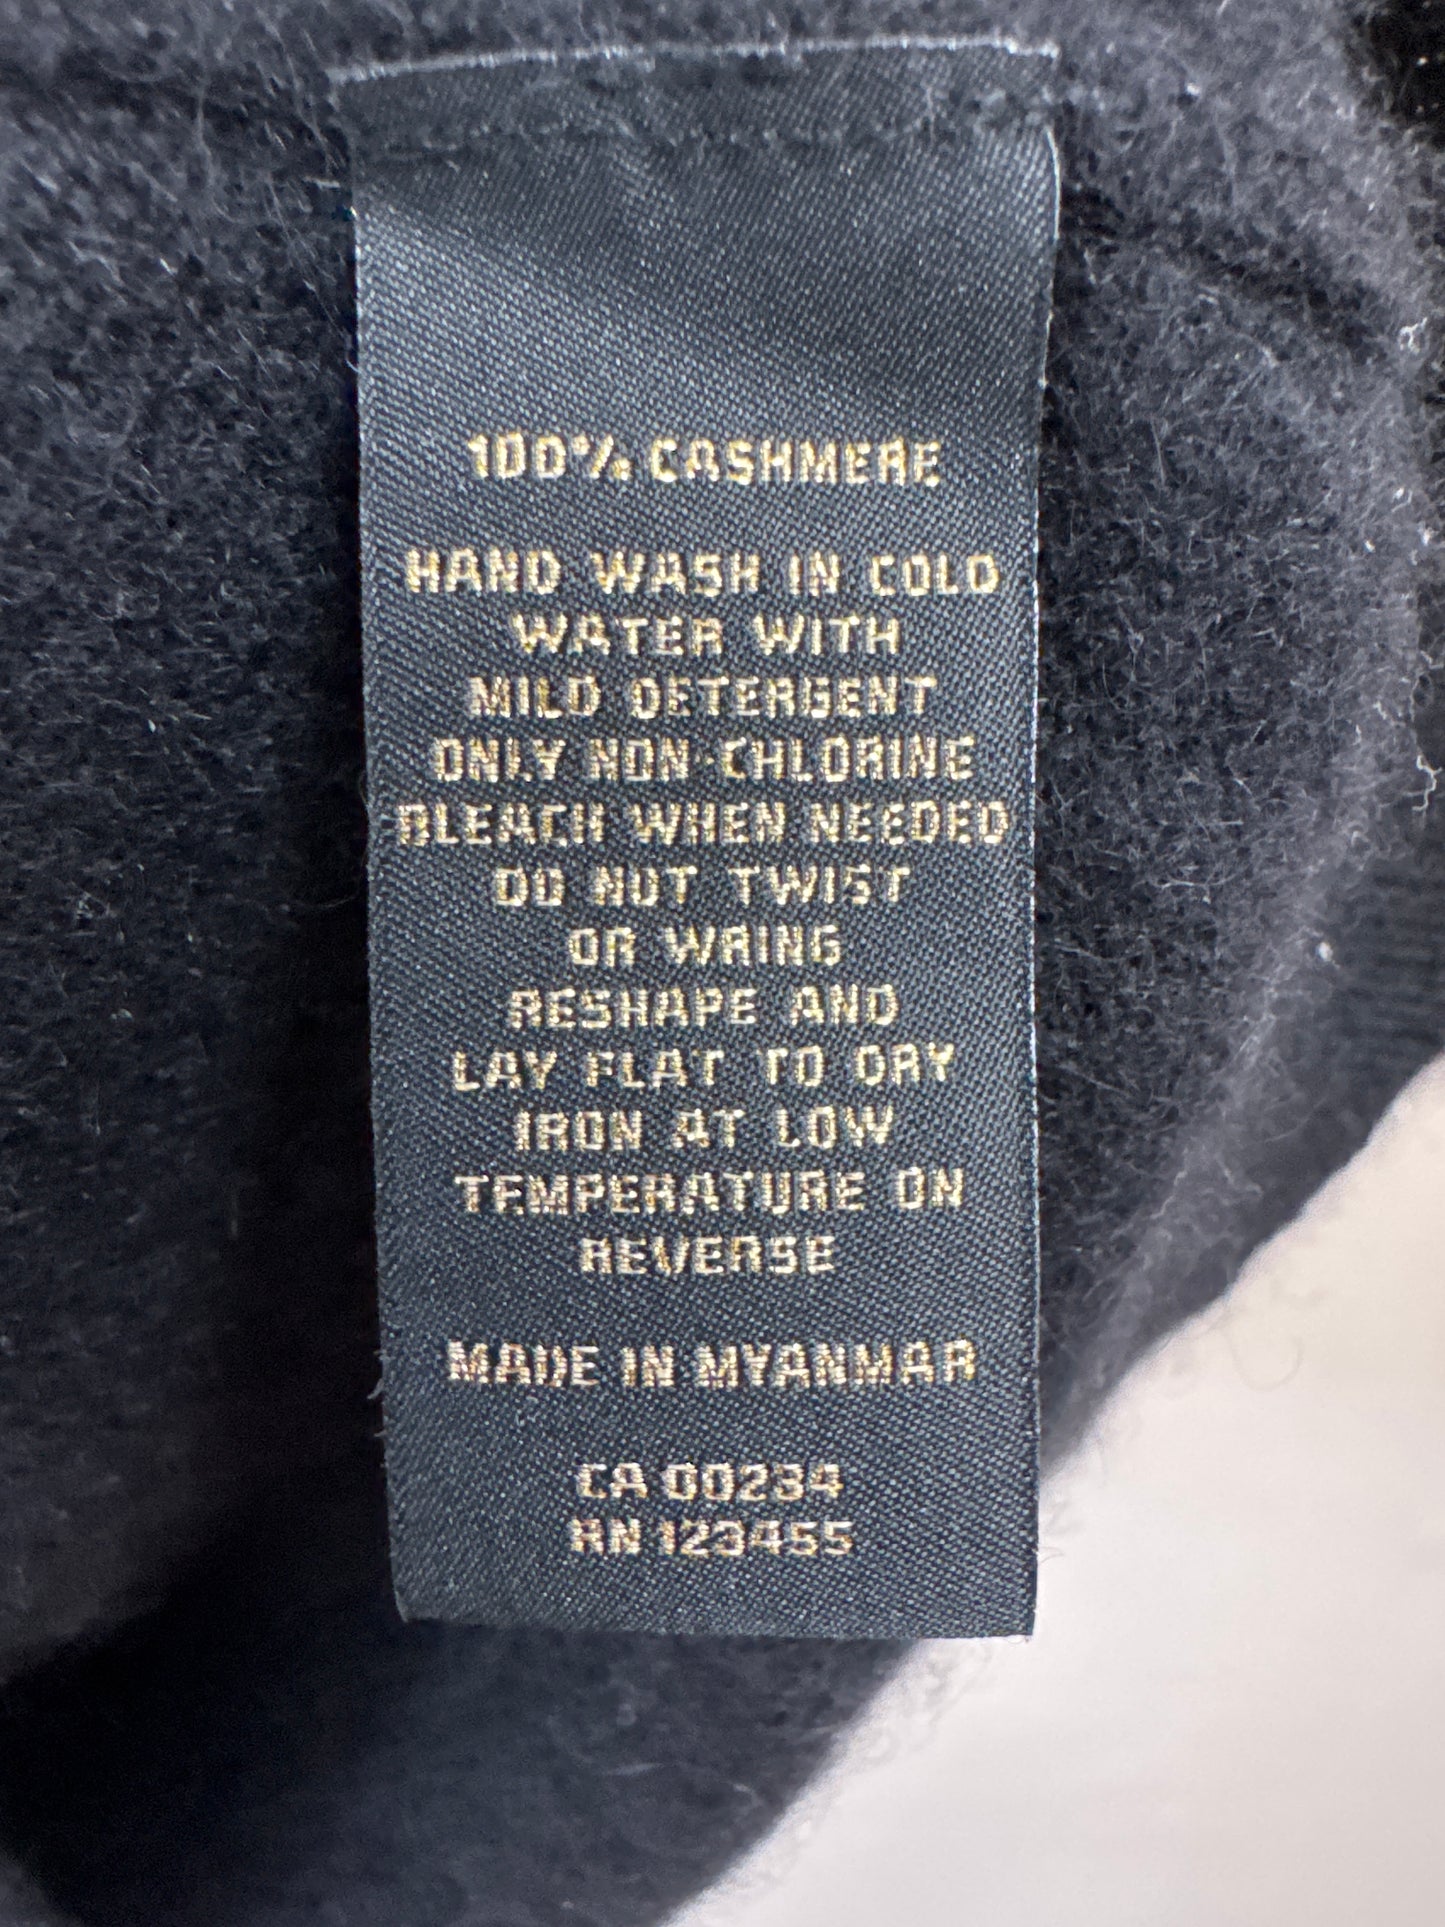 100% CASHMERE
HAND WASH IN COLD
WATER WITH
MILD DETERGENT
ONLY NON-CHLORINE
BLEACH WHEN NEEDED
DO NOT TWIST
OR WRING
RESHAPE AND
LAY FLAT TO DRY
IRON AT LOW
TEMPERATURE ON
REVERSE
MADE IN MYANMAR
CA 00234
RN 123455